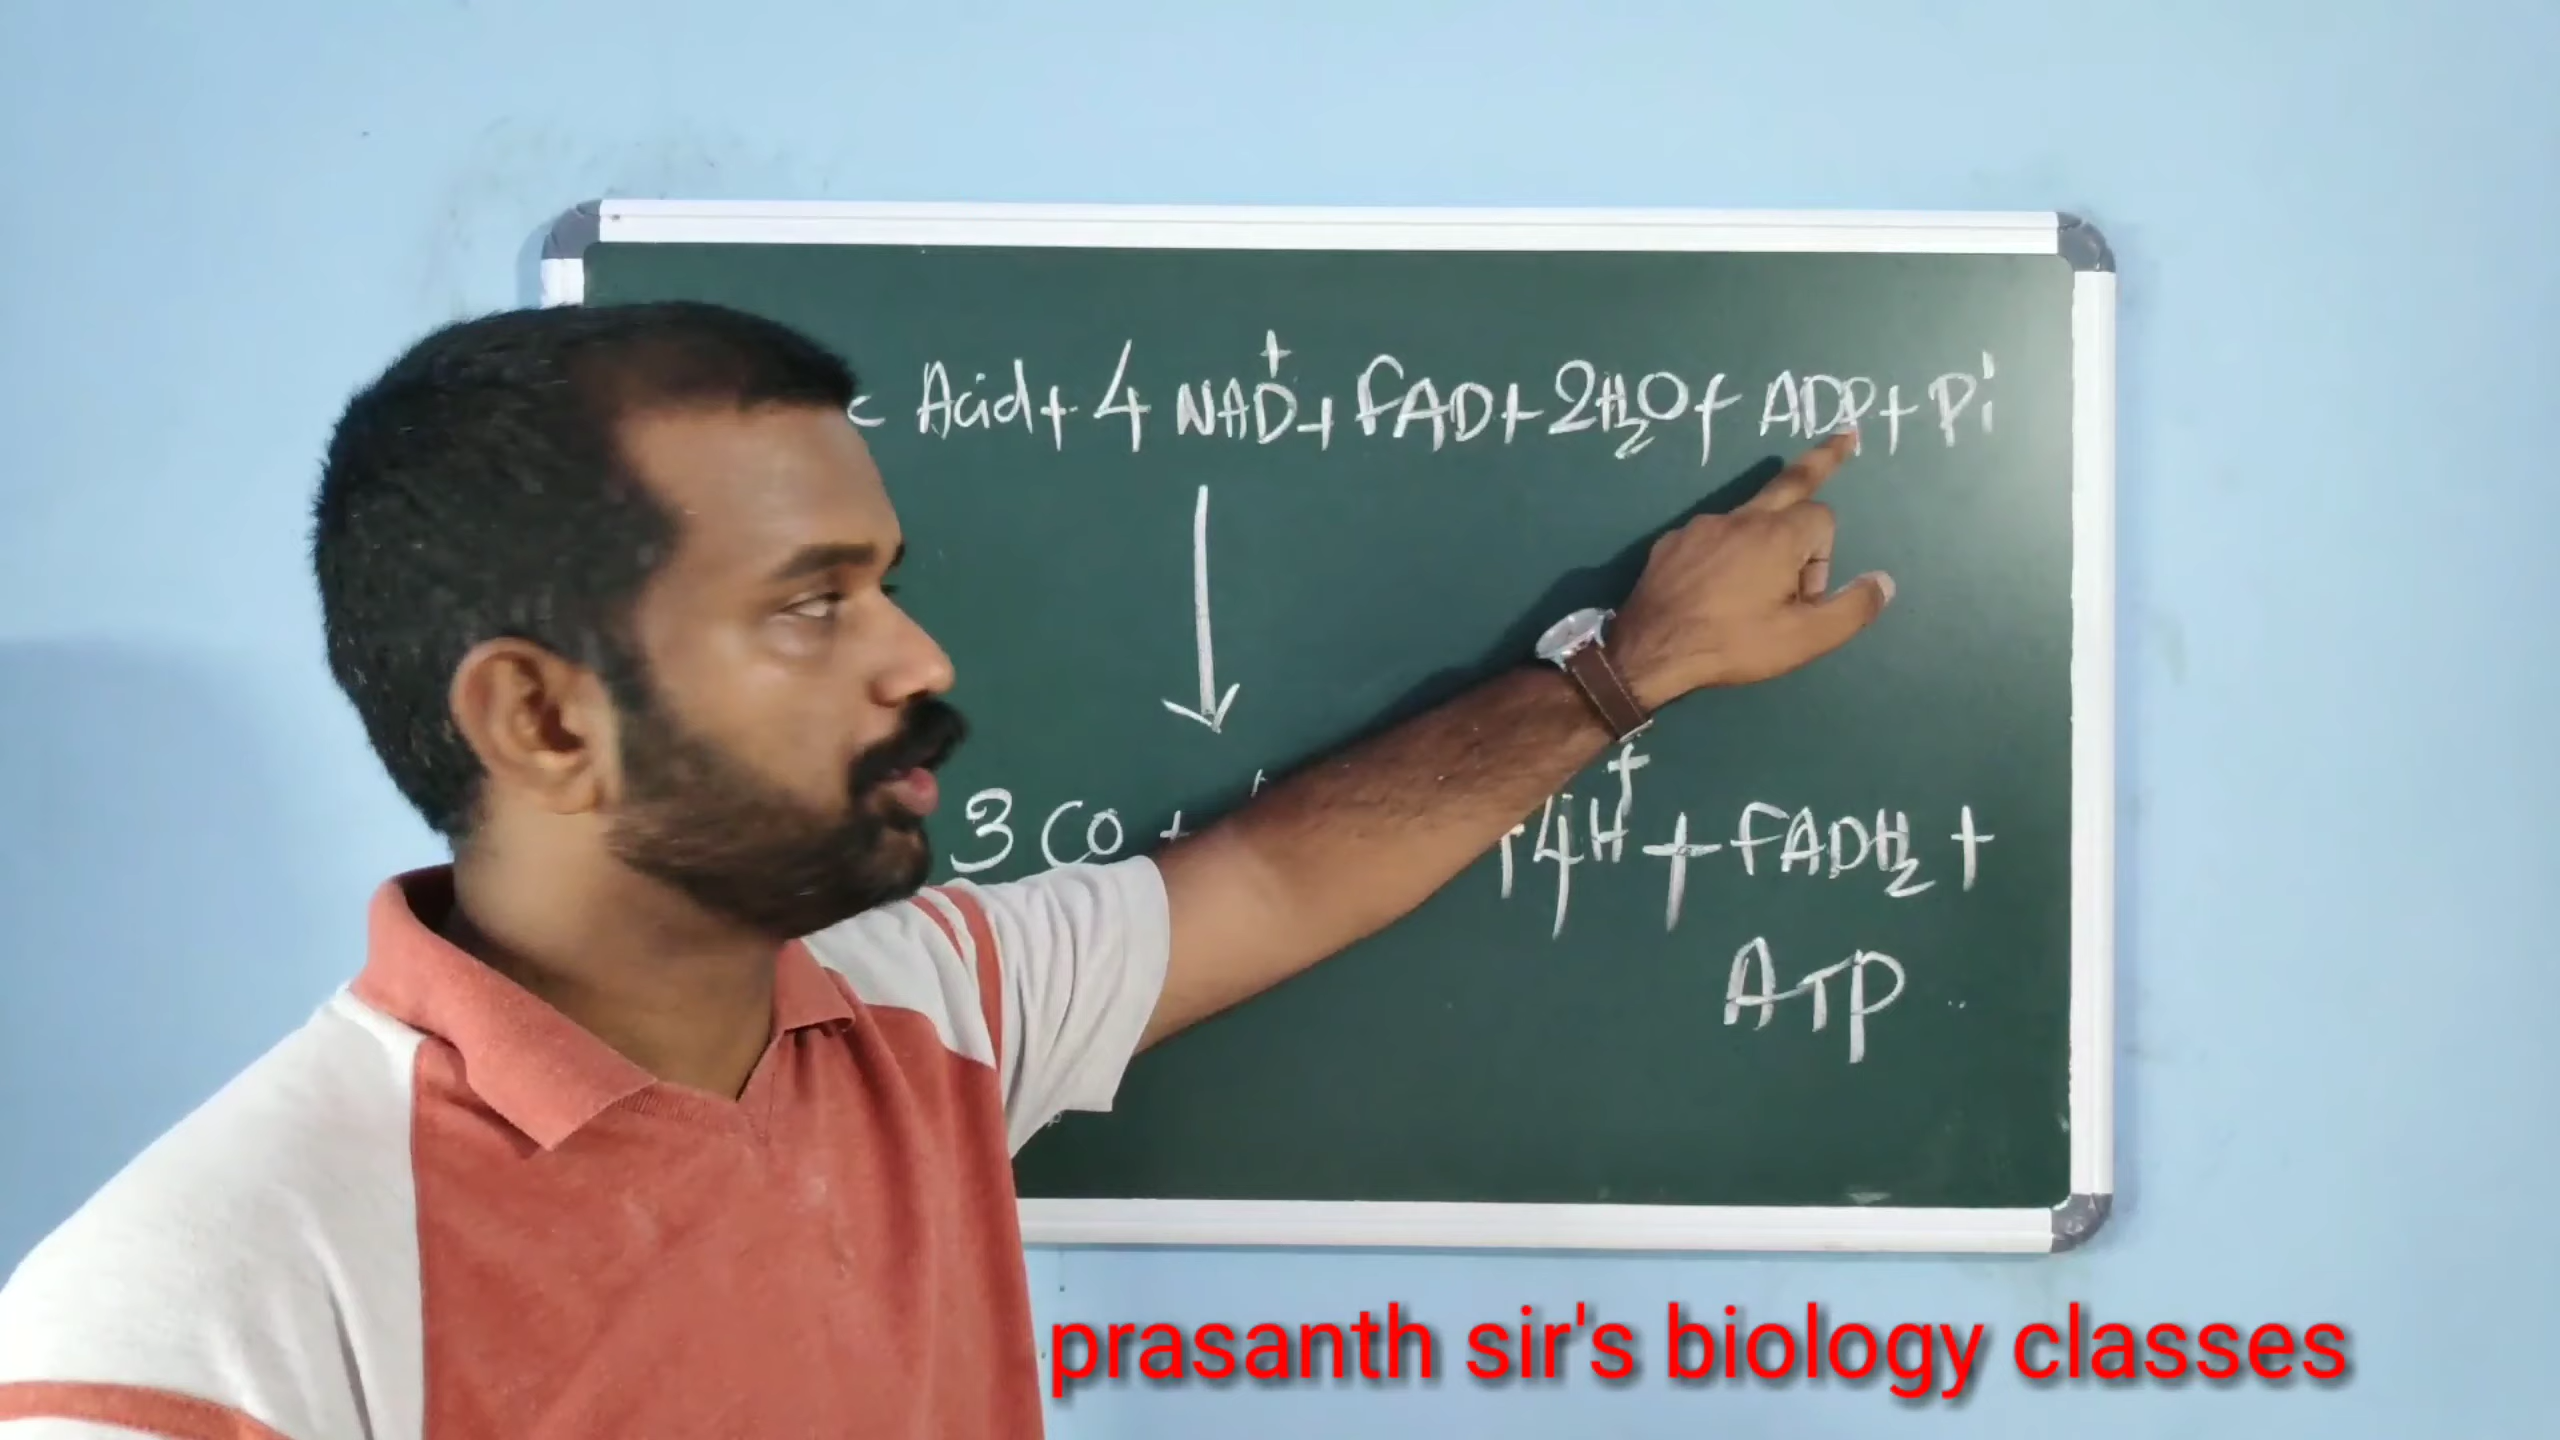 c Acid + 4 NAD⁺ + FAD + 2H₂O + ADP + Pi
3 CO + + 4H⁺ + FADH₂ +
ATP
prasanth sir's biology classes